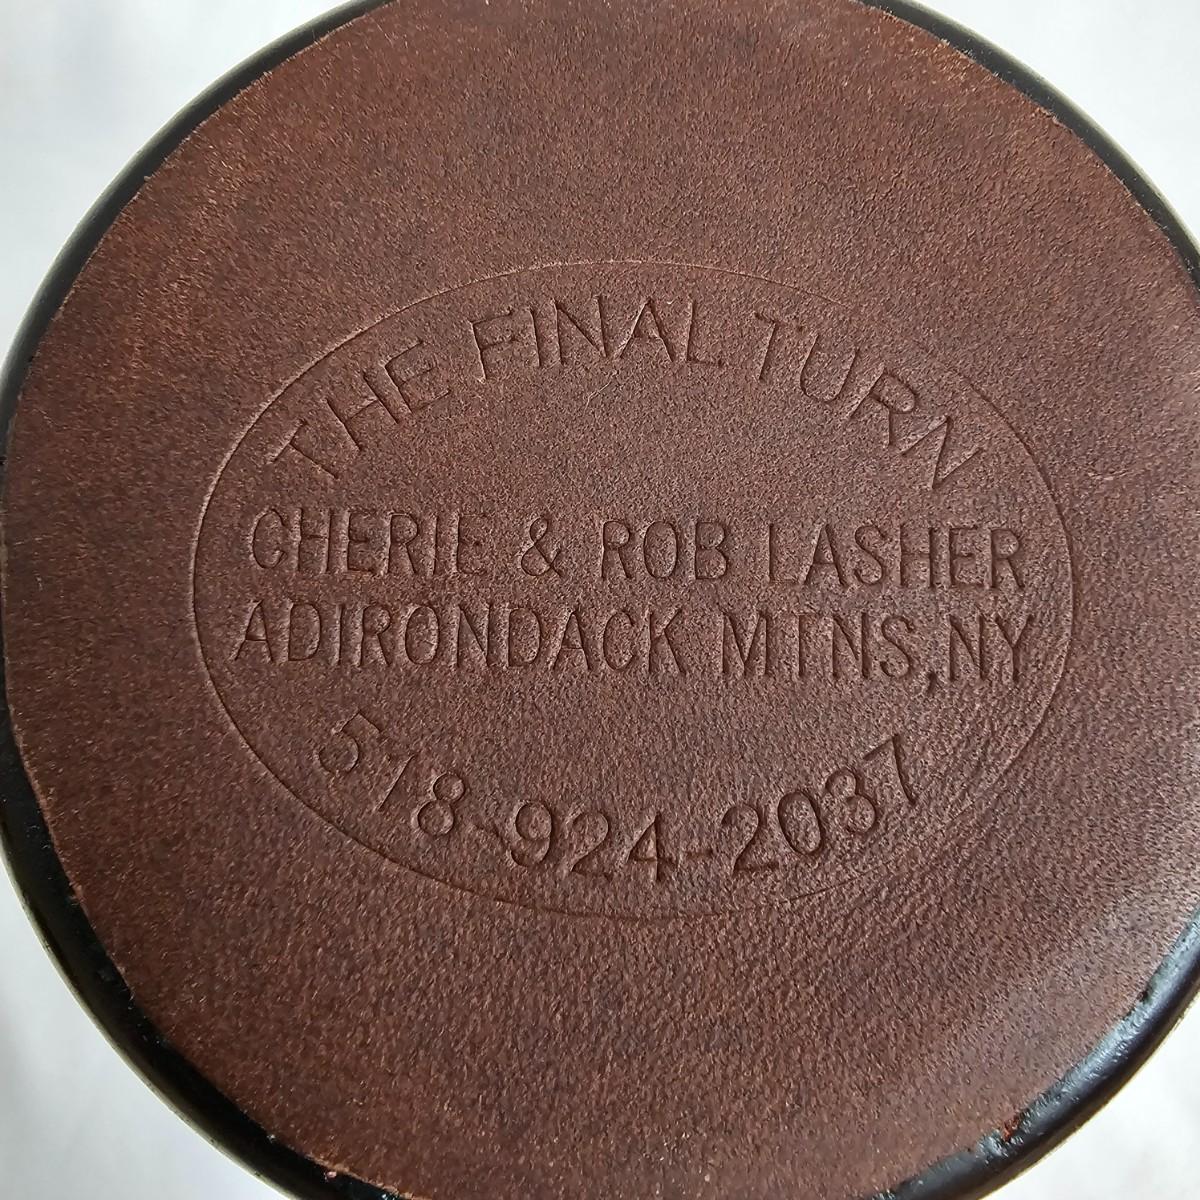 THE FINAL TURN
CHERIE & ROB LASHER
ADIRONDACK MTNS, NY
518-924-2037